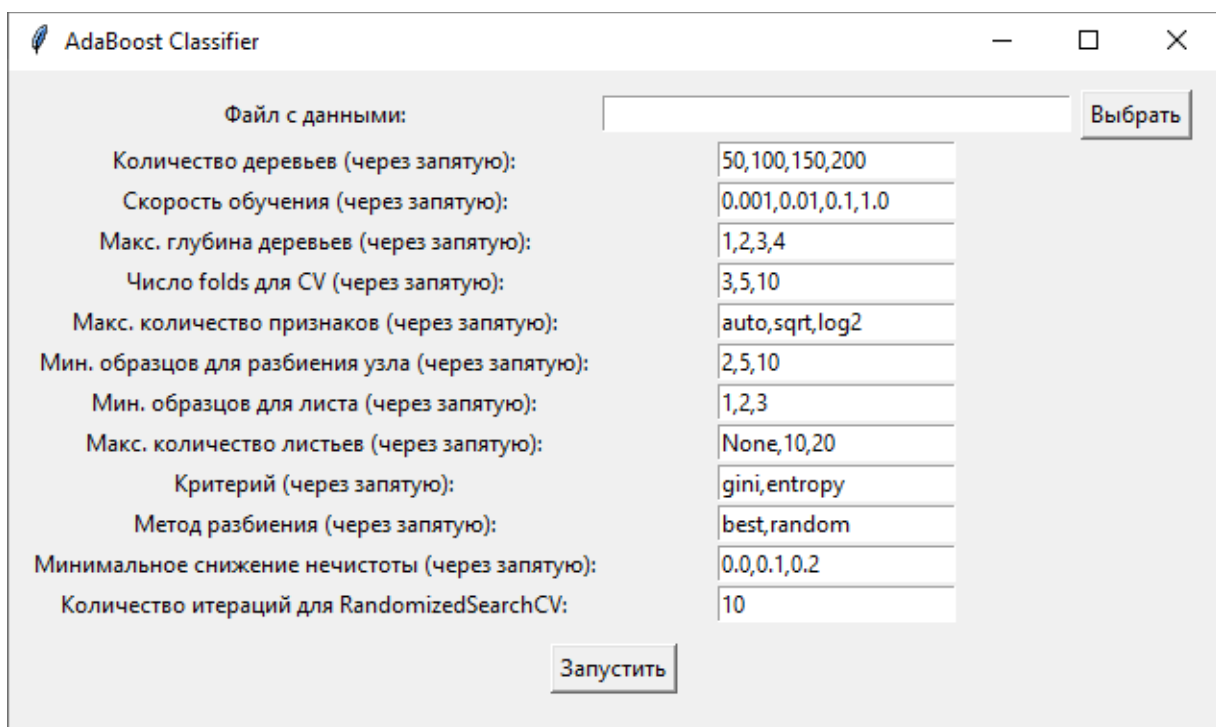 AdaBoost Classifier
Файл с данными: Выбрать
Количество деревьев (через запятую): 50,100,150,200
Скорость обучения (через запятую): 0.001,0.01,0.1,1.0
Макс. глубина деревьев (через запятую): 1,2,3,4
Число folds для CV (через запятую): 3,5,10
Макс. количество признаков (через запятую): auto,sqrt,log2
Мин. образцов для разбиения узла (через запятую): 2,5,10
Мин. образцов для листа (через запятую): 1,2,3
Макс. количество листьев (через запятую): None,10,20
Критерий (через запятую): gini,entropy
Метод разбиения (через запятую): best,random
Минимальное снижение нечистоты (через запятую): 0.0,0.1,0.2
Количество итераций для RandomizedSearchCV: 10
Запустить